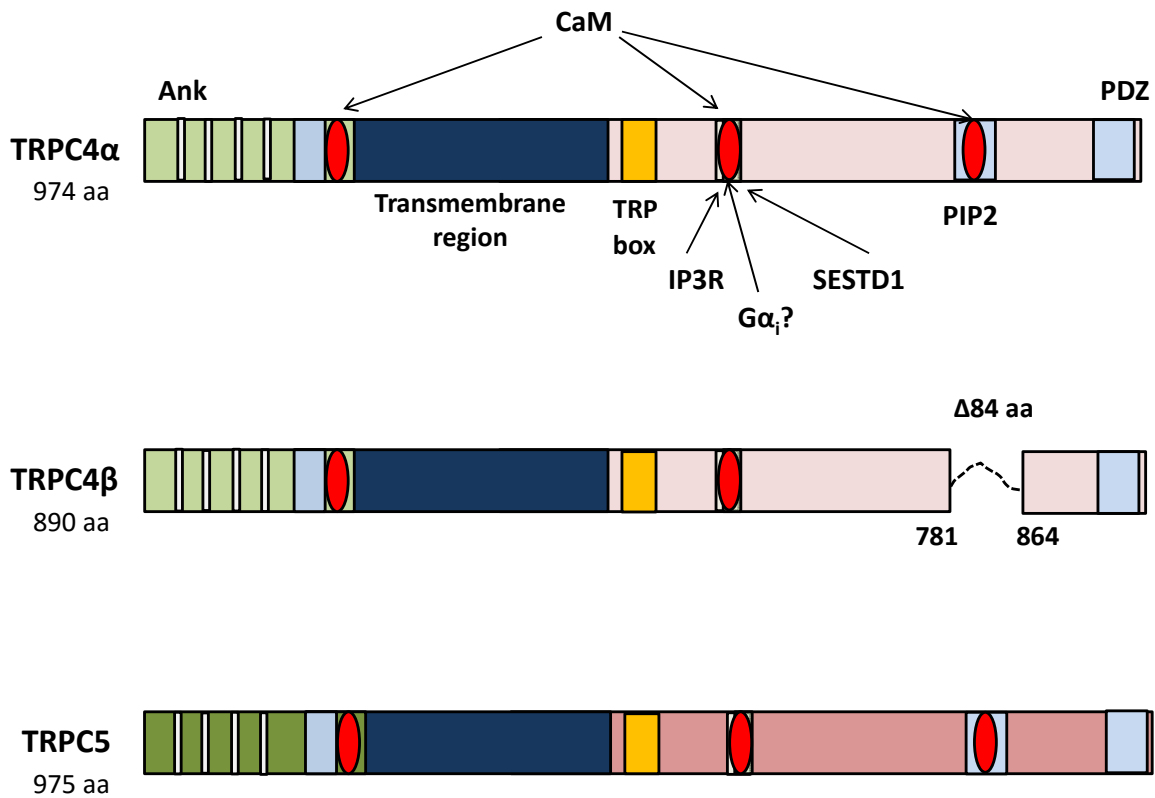 CaM
Ank
PDZ
TRPC4α
974 aa
Transmembrane
region
TRP
box
PIP2
IP3R
SESTD1
Gαi?
Δ84 aa
TRPC4β
890 aa
781
864
TRPC5
975 aa